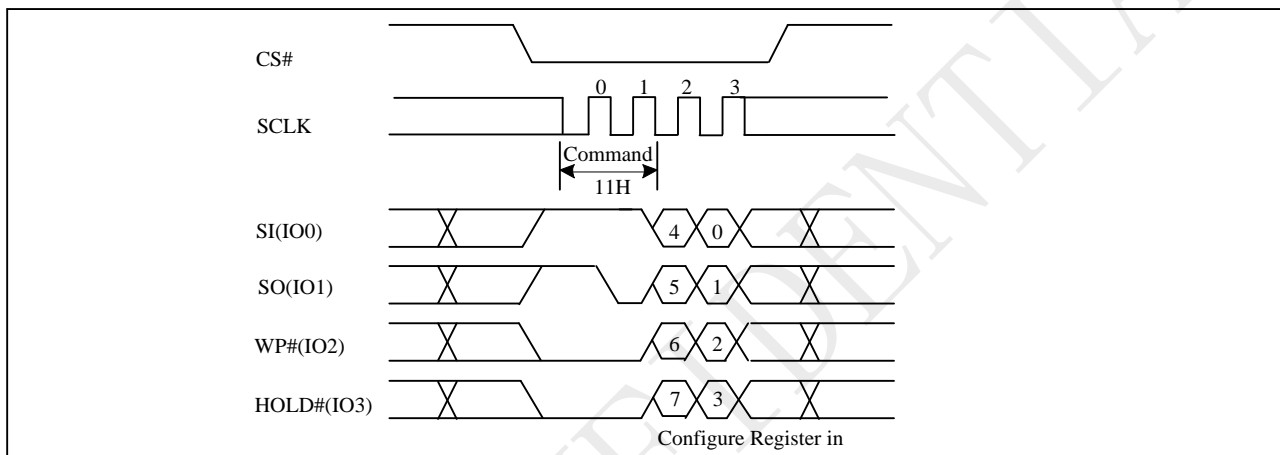 CS#
0 1 2 3
SCLK
Command
11H
SI(IO0) 4 0
SO(IO1) 5 1
WP#(IO2) 6 2
HOLD#(IO3) 7 3
Configure Register in